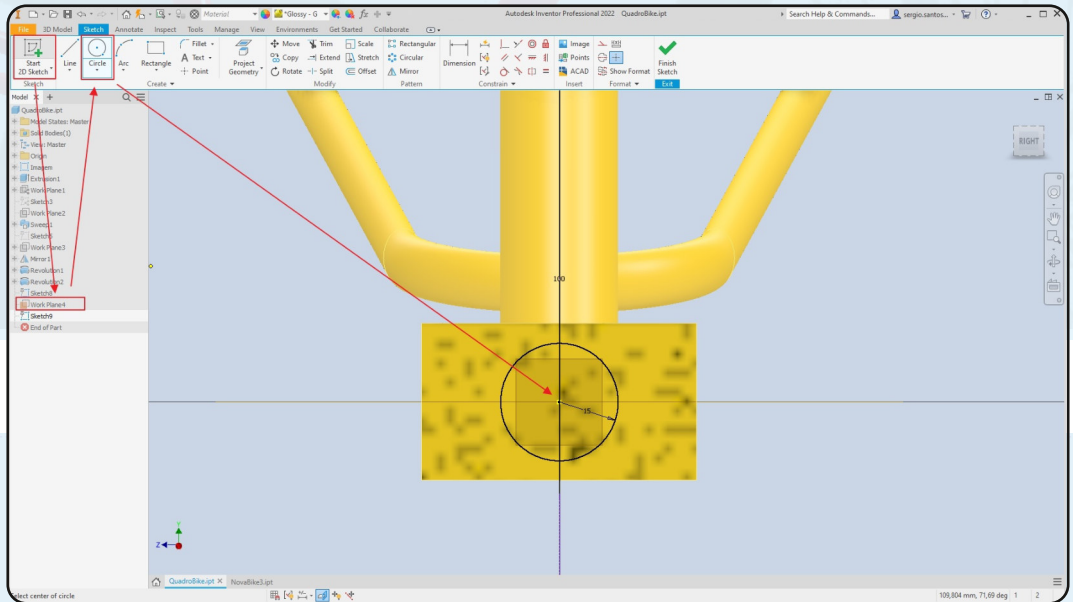 Material
*Glossy - G
fx
Autodesk Inventor Professional 2022 QuadroBike.ipt
Search Help & Commands...
sergio.santos...
File 3D Model Sketch Annotate Inspect Tools Manage View Environments Get Started Collaborate
Start
2D Sketch
Line
Circle
Arc
Rectangle
Fillet
Text
Point
Project
Geometry
Move
Copy
Rotate
Trim
Extend
Split
Scale
Stretch
Offset
Rectangular
Circular
Mirror
Dimension
Image
Points
ACAD
Show Format
Finish
Sketch
Sketch Create Modify Pattern Constrain Insert Format Exit
Model
QuadroBike.ipt
Model States: Master
Solid Bodies(1)
View: Master
Origin
Imagem
Extrusion1
Work Plane1
Sketch3
Work Plane2
Sweep1
Work Plane3
Mirror1
Revolution1
Revolution2
Sketch8
Work Plane4
Sketch9
End of Part
RIGHT
100
15
Y
Z
QuadroBike.ipt NovaBike3.ipt
Select center of circle
109,804 mm, 71,69 deg 1 2